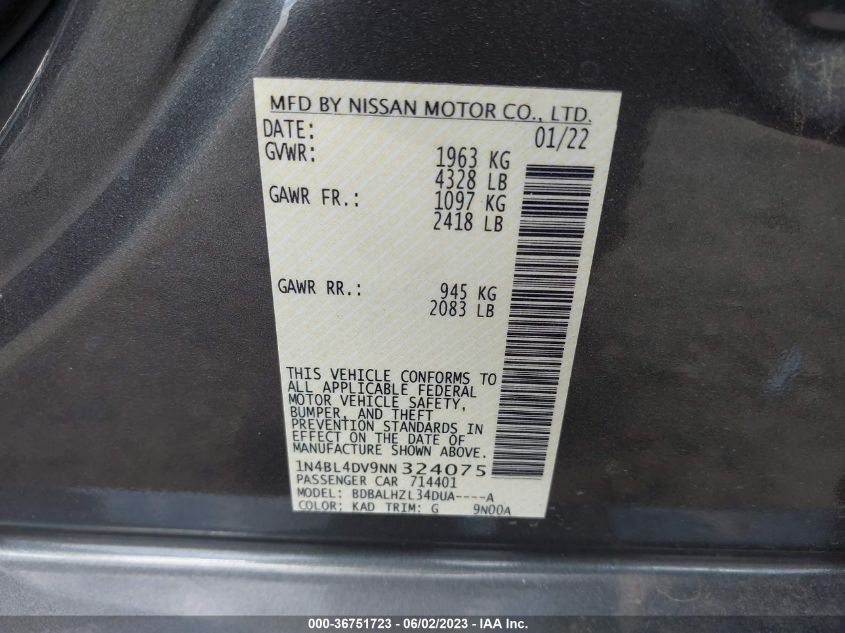 MFD BY NISSAN MOTOR CO., LTD.
DATE: 01/22
GVWR: 1963 KG
4328 LB
GAWR FR.: 1097 KG
2418 LB
GAWR RR.: 945 KG
2083 LB
THIS VEHICLE CONFORMS TO
ALL APPLICABLE FEDERAL
MOTOR VEHICLE SAFETY,
BUMPER, AND THEFT
PREVENTION STANDARDS IN
EFFECT ON THE DATE OF
MANUFACTURE SHOWN ABOVE.
1N4BL4DV9NN324075
PASSENGER CAR 714401
MODEL: BDBALHZL34DUA----A
COLOR: KAD TRIM: G 9N00A
000-36751723 - 06/02/2023 - IAA Inc.